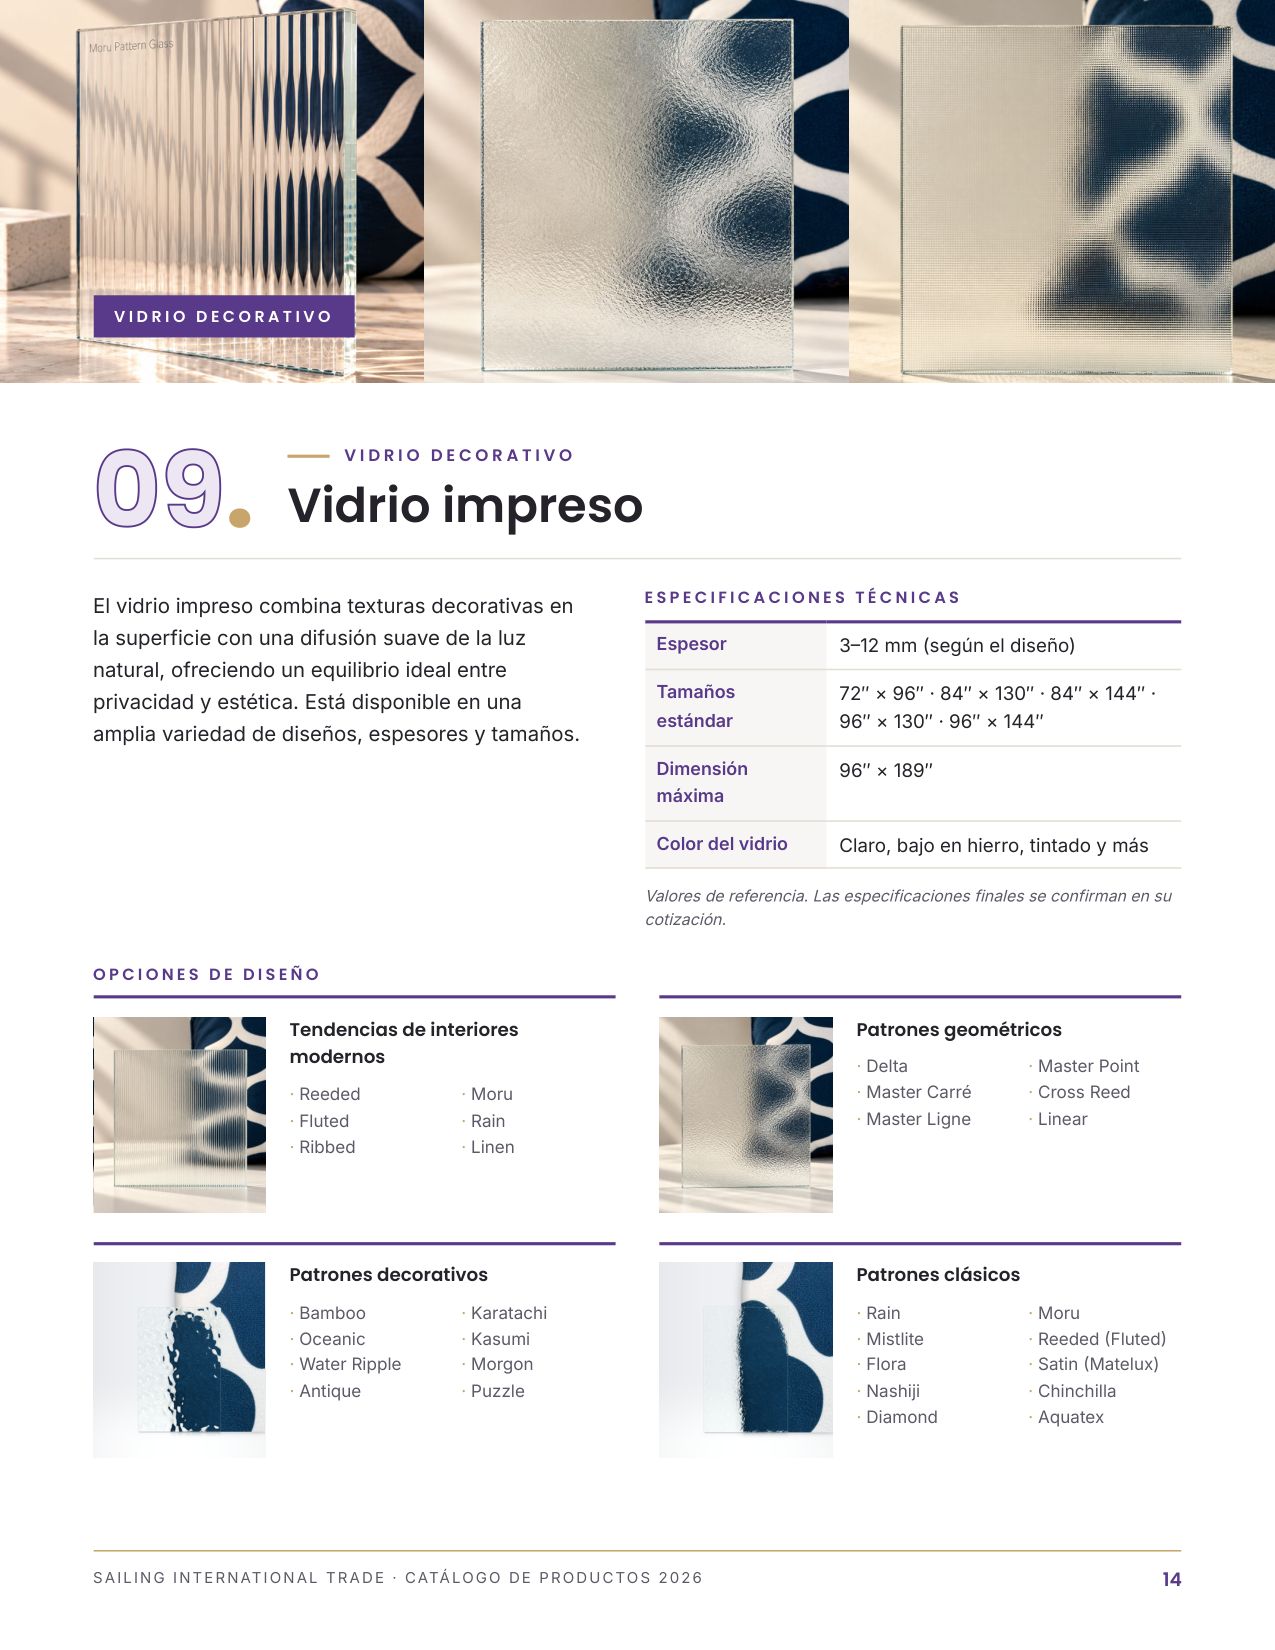 Moru Pattern Glass
VIDRIO DECORATIVO
09.
VIDRIO DECORATIVO
Vidrio impreso
El vidrio impreso combina texturas decorativas en
la superficie con una difusión suave de la luz
natural, ofreciendo un equilibrio ideal entre
privacidad y estética. Está disponible en una
amplia variedad de diseños, espesores y tamaños.
ESPECIFICACIONES TÉCNICAS
Espesor 3–12 mm (según el diseño)
Tamaños estándar 72″ × 96″ · 84″ × 130″ · 84″ × 144″ ·
96″ × 130″ · 96″ × 144″
Dimensión máxima 96″ × 189″
Color del vidrio Claro, bajo en hierro, tintado y más
Valores de referencia. Las especificaciones finales se confirman en su
cotización.
OPCIONES DE DISEÑO
Tendencias de interiores
modernos
· Reeded · Moru
· Fluted · Rain
· Ribbed · Linen
Patrones geométricos
· Delta · Master Point
· Master Carré · Cross Reed
· Master Ligne · Linear
Patrones decorativos
· Bamboo · Karatachi
· Oceanic · Kasumi
· Water Ripple · Morgon
· Antique · Puzzle
Patrones clásicos
· Rain · Moru
· Mistlite · Reeded (Fluted)
· Flora · Satin (Matelux)
· Nashiji · Chinchilla
· Diamond · Aquatex
SAILING INTERNATIONAL TRADE · CATÁLOGO DE PRODUCTOS 2026
14